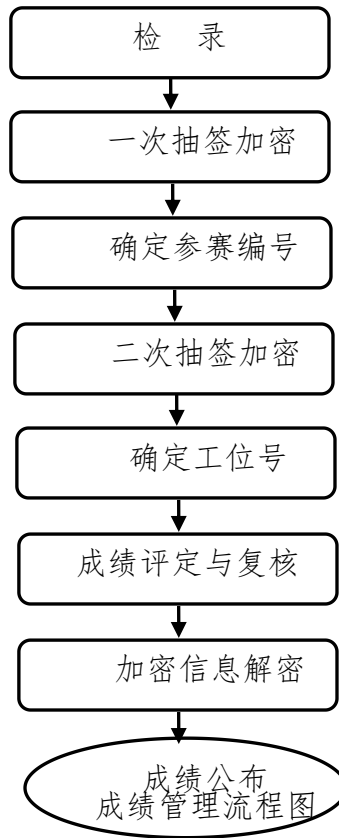 检 录
一次抽签加密
确定参赛编号
二次抽签加密
确定工位号
成绩评定与复核
加密信息解密
成绩公布
成绩管理流程图